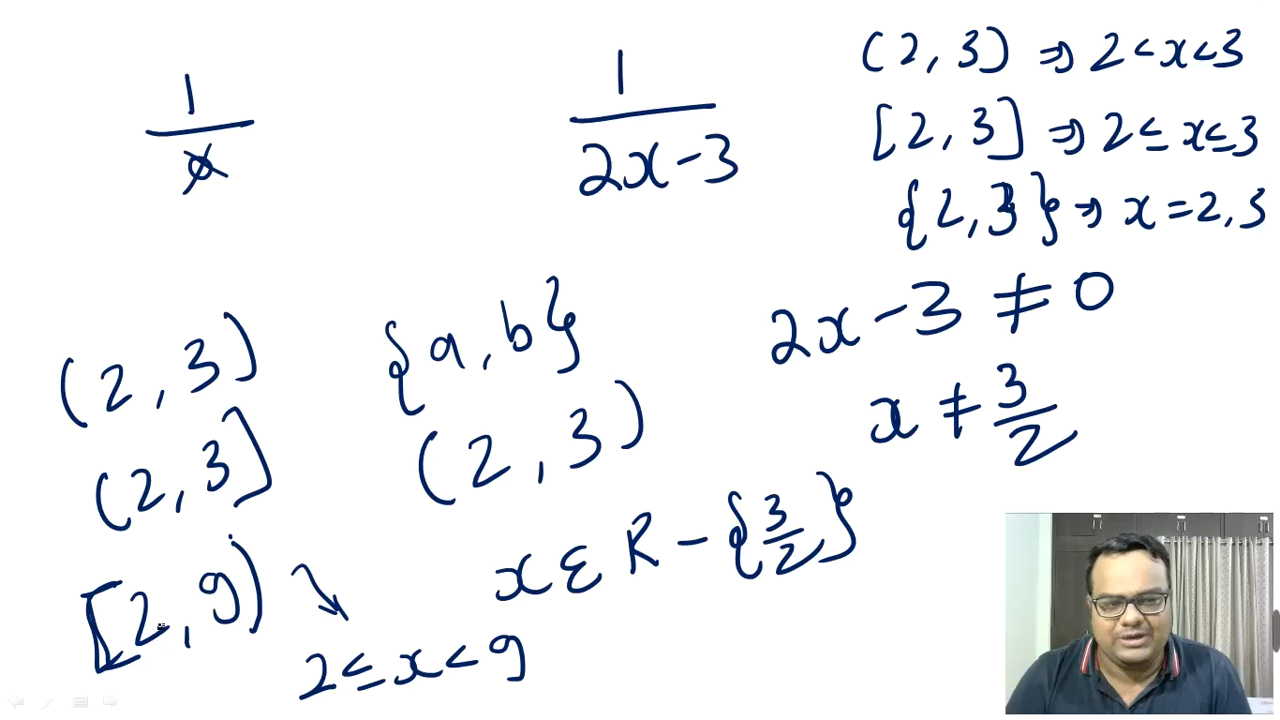 1/x
1/(2x-3)
(2, 3) ⇒ 2 < x < 3
[2, 3] ⇒ 2 ≤ x ≤ 3
{2, 3} ⇒ x = 2, 3
2x - 3 ≠ 0
x ≠ 3/2
{a, b}
(2, 3)
x ∈ R - {3/2}
(2, 3)
(2, 3]
[2, 9)
2 ≤ x < 9